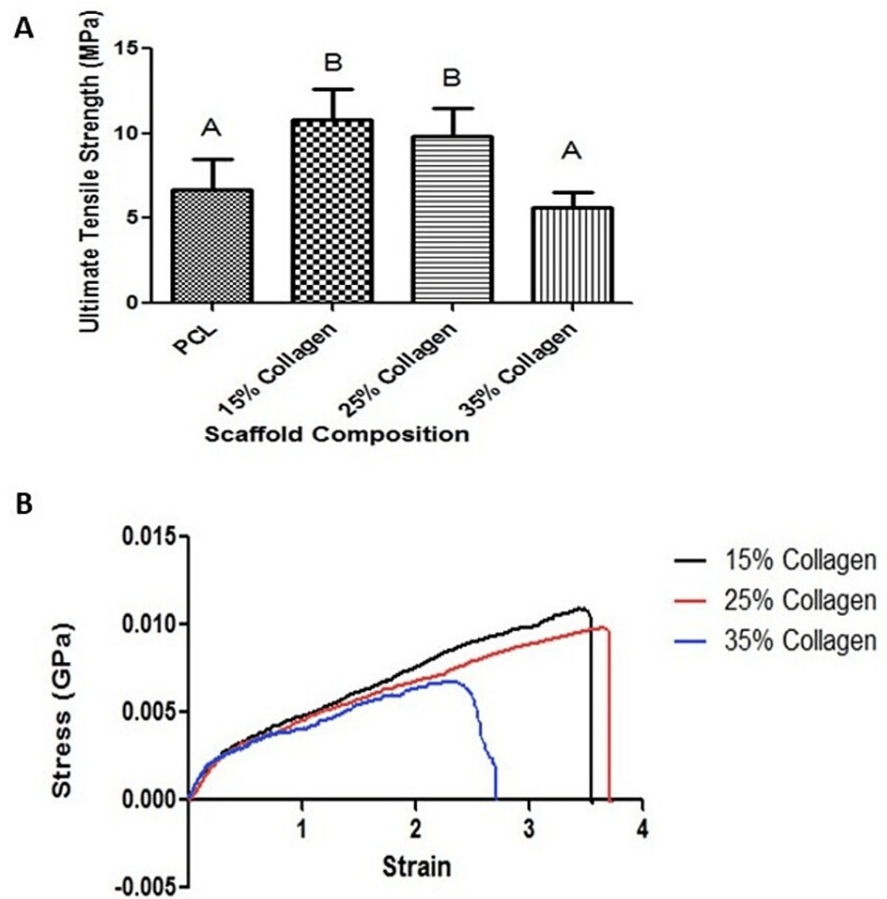 A
Ultimate Tensile Strength (MPa)
15
10
5
0
A
B
B
A
PCL
15% Collagen
25% Collagen
35% Collagen
Scaffold Composition
B
Stress (GPa)
0.015
0.010
0.005
0.000
-0.005
1
2
3
4
Strain
15% Collagen
25% Collagen
35% Collagen